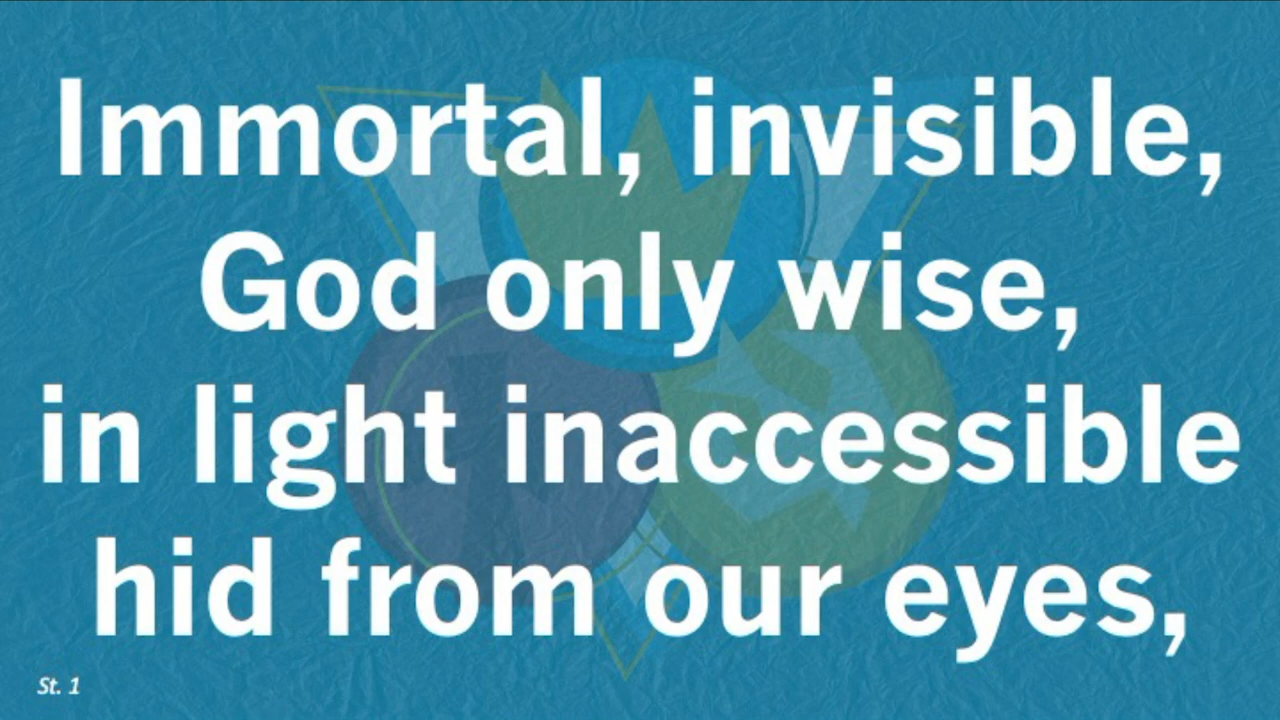 Immortal, invisible,
God only wise,
in light inaccessible
hid from our eyes,
St. 1